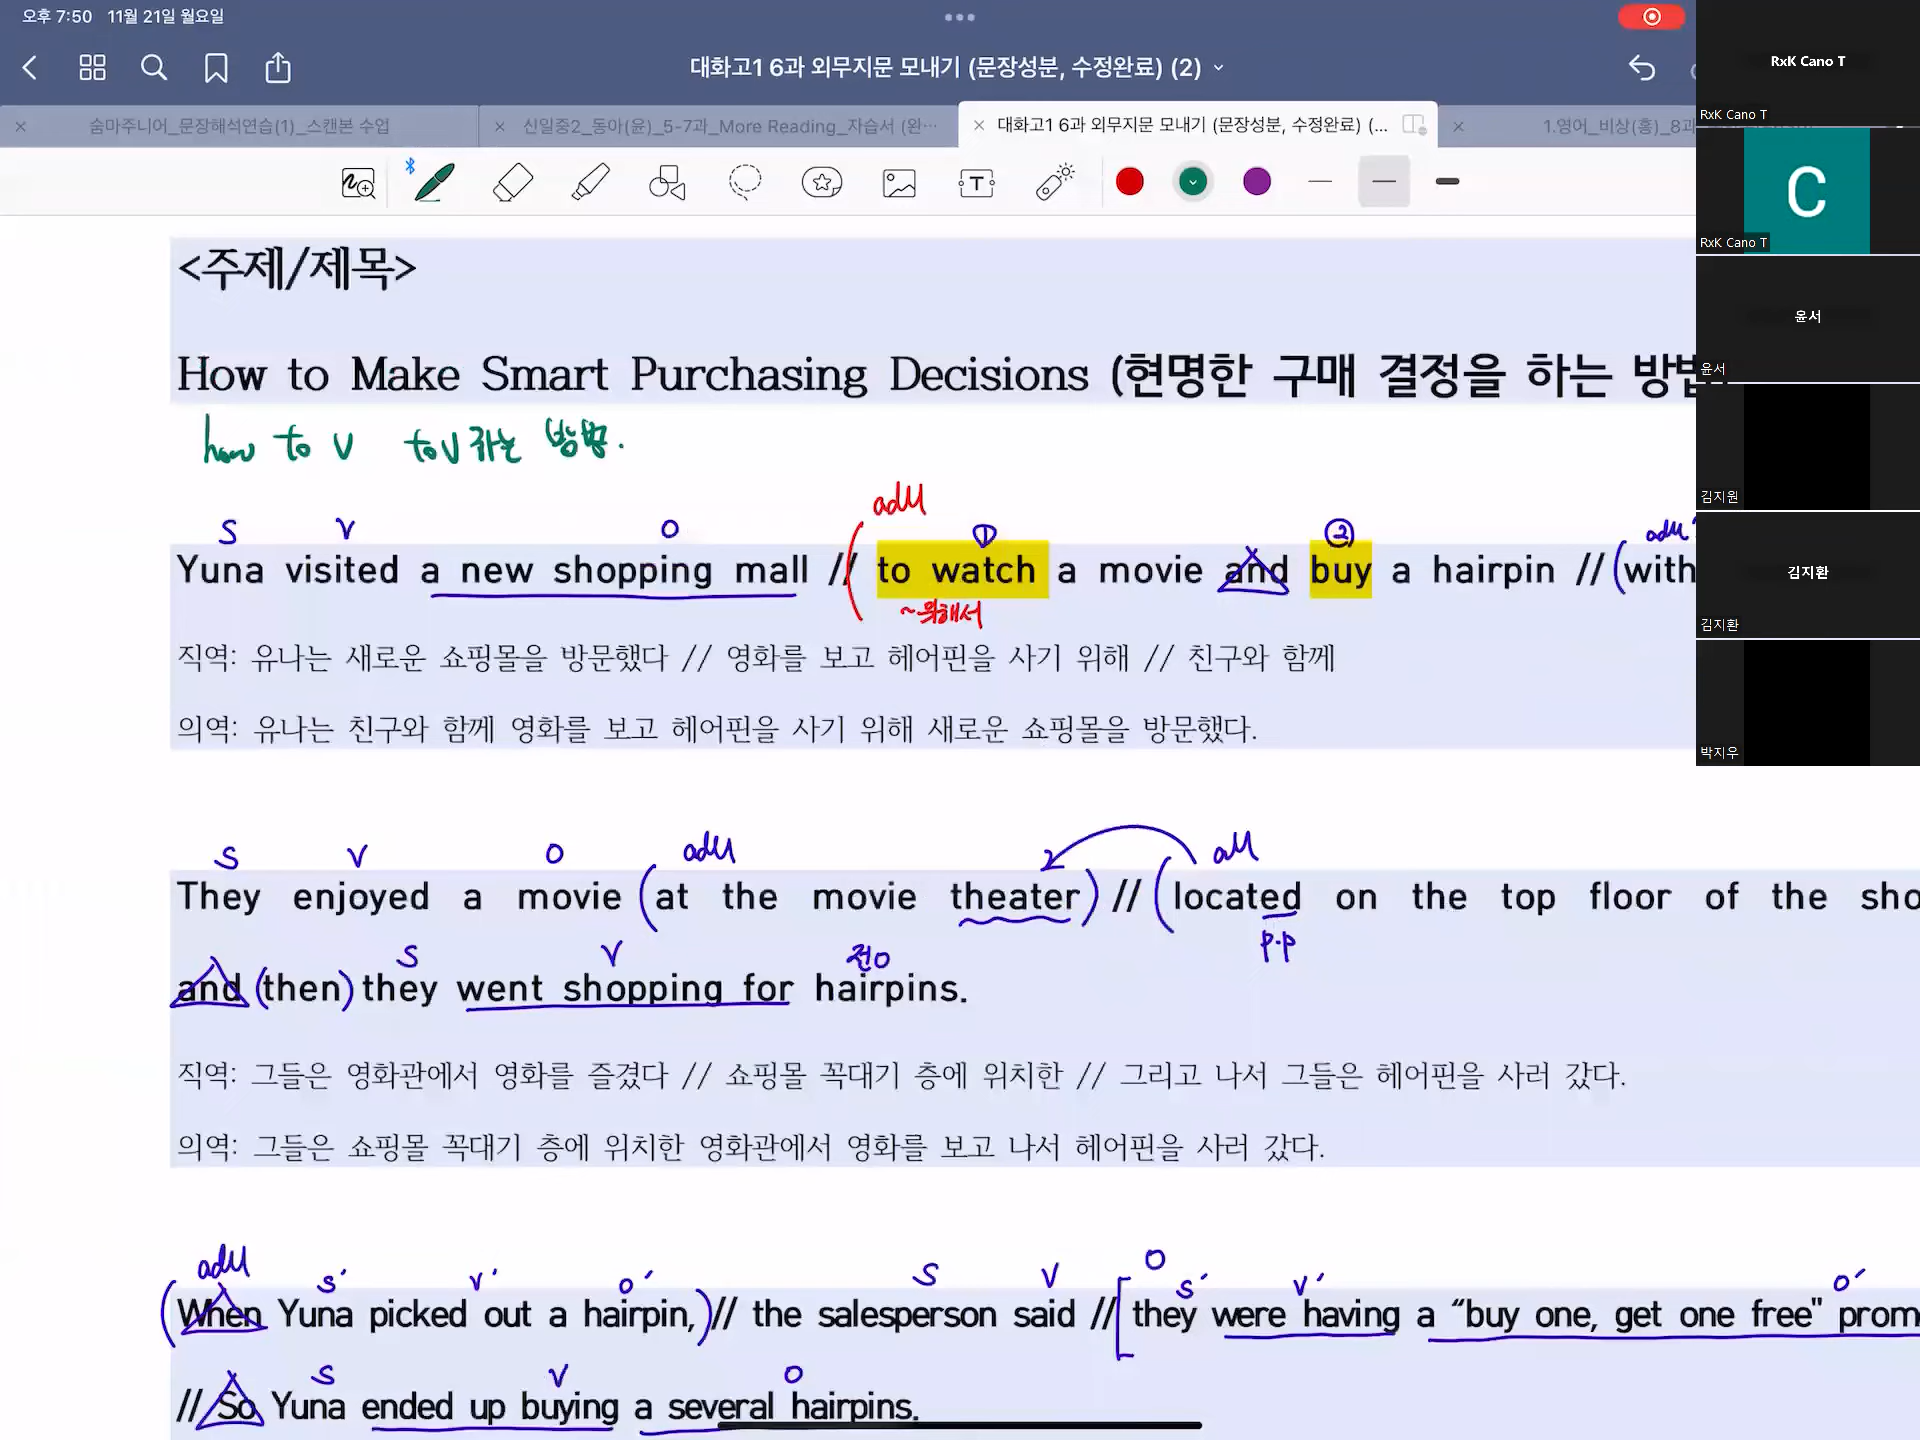 오후 7:50 11월 21일 월요일
대화고1 6과 외무지문 모내기 (문장성분, 수정완료) (2)
숨마주니어_문장해석연습(1)_스캔본 수업
신일중2_동아(윤)_5-7과_More Reading_자습서 (완…
대화고1 6과 외무지문 모내기 (문장성분, 수정완료) (...
1.영어_비상(홍)_8과
T
<주제/제목>
How to Make Smart Purchasing Decisions (현명한 구매 결정을 하는 방법
how to V to V 하는 방법.
adv
S V O ① ② adv
Yuna visited a new shopping mall // ( to watch a movie and buy a hairpin // (with
~위해서
직역: 유나는 새로운 쇼핑몰을 방문했다 // 영화를 보고 헤어핀을 사기 위해 // 친구와 함께
의역: 유나는 친구와 함께 영화를 보고 헤어핀을 사기 위해 새로운 쇼핑몰을 방문했다.
S V O adv
They enjoyed a movie (at the movie theater) // (located on the top floor of the sho
p.p
S V 전O
and (then) they went shopping for hairpins.
직역: 그들은 영화관에서 영화를 즐겼다 // 쇼핑몰 꼭대기 층에 위치한 // 그리고 나서 그들은 헤어핀을 사러 갔다.
의역: 그들은 쇼핑몰 꼭대기 층에 위치한 영화관에서 영화를 보고 나서 헤어핀을 사러 갔다.
adv S' V' O' S V O S' V' O'
(When Yuna picked out a hairpin,) // the salesperson said // [they were having a “buy one, get one free" prom
S V O
// So Yuna ended up buying a several hairpins.
RxK Cano T
RxK Cano T
C
RxK Cano T
윤서
윤서
김지원
김지환
김지환
박지우